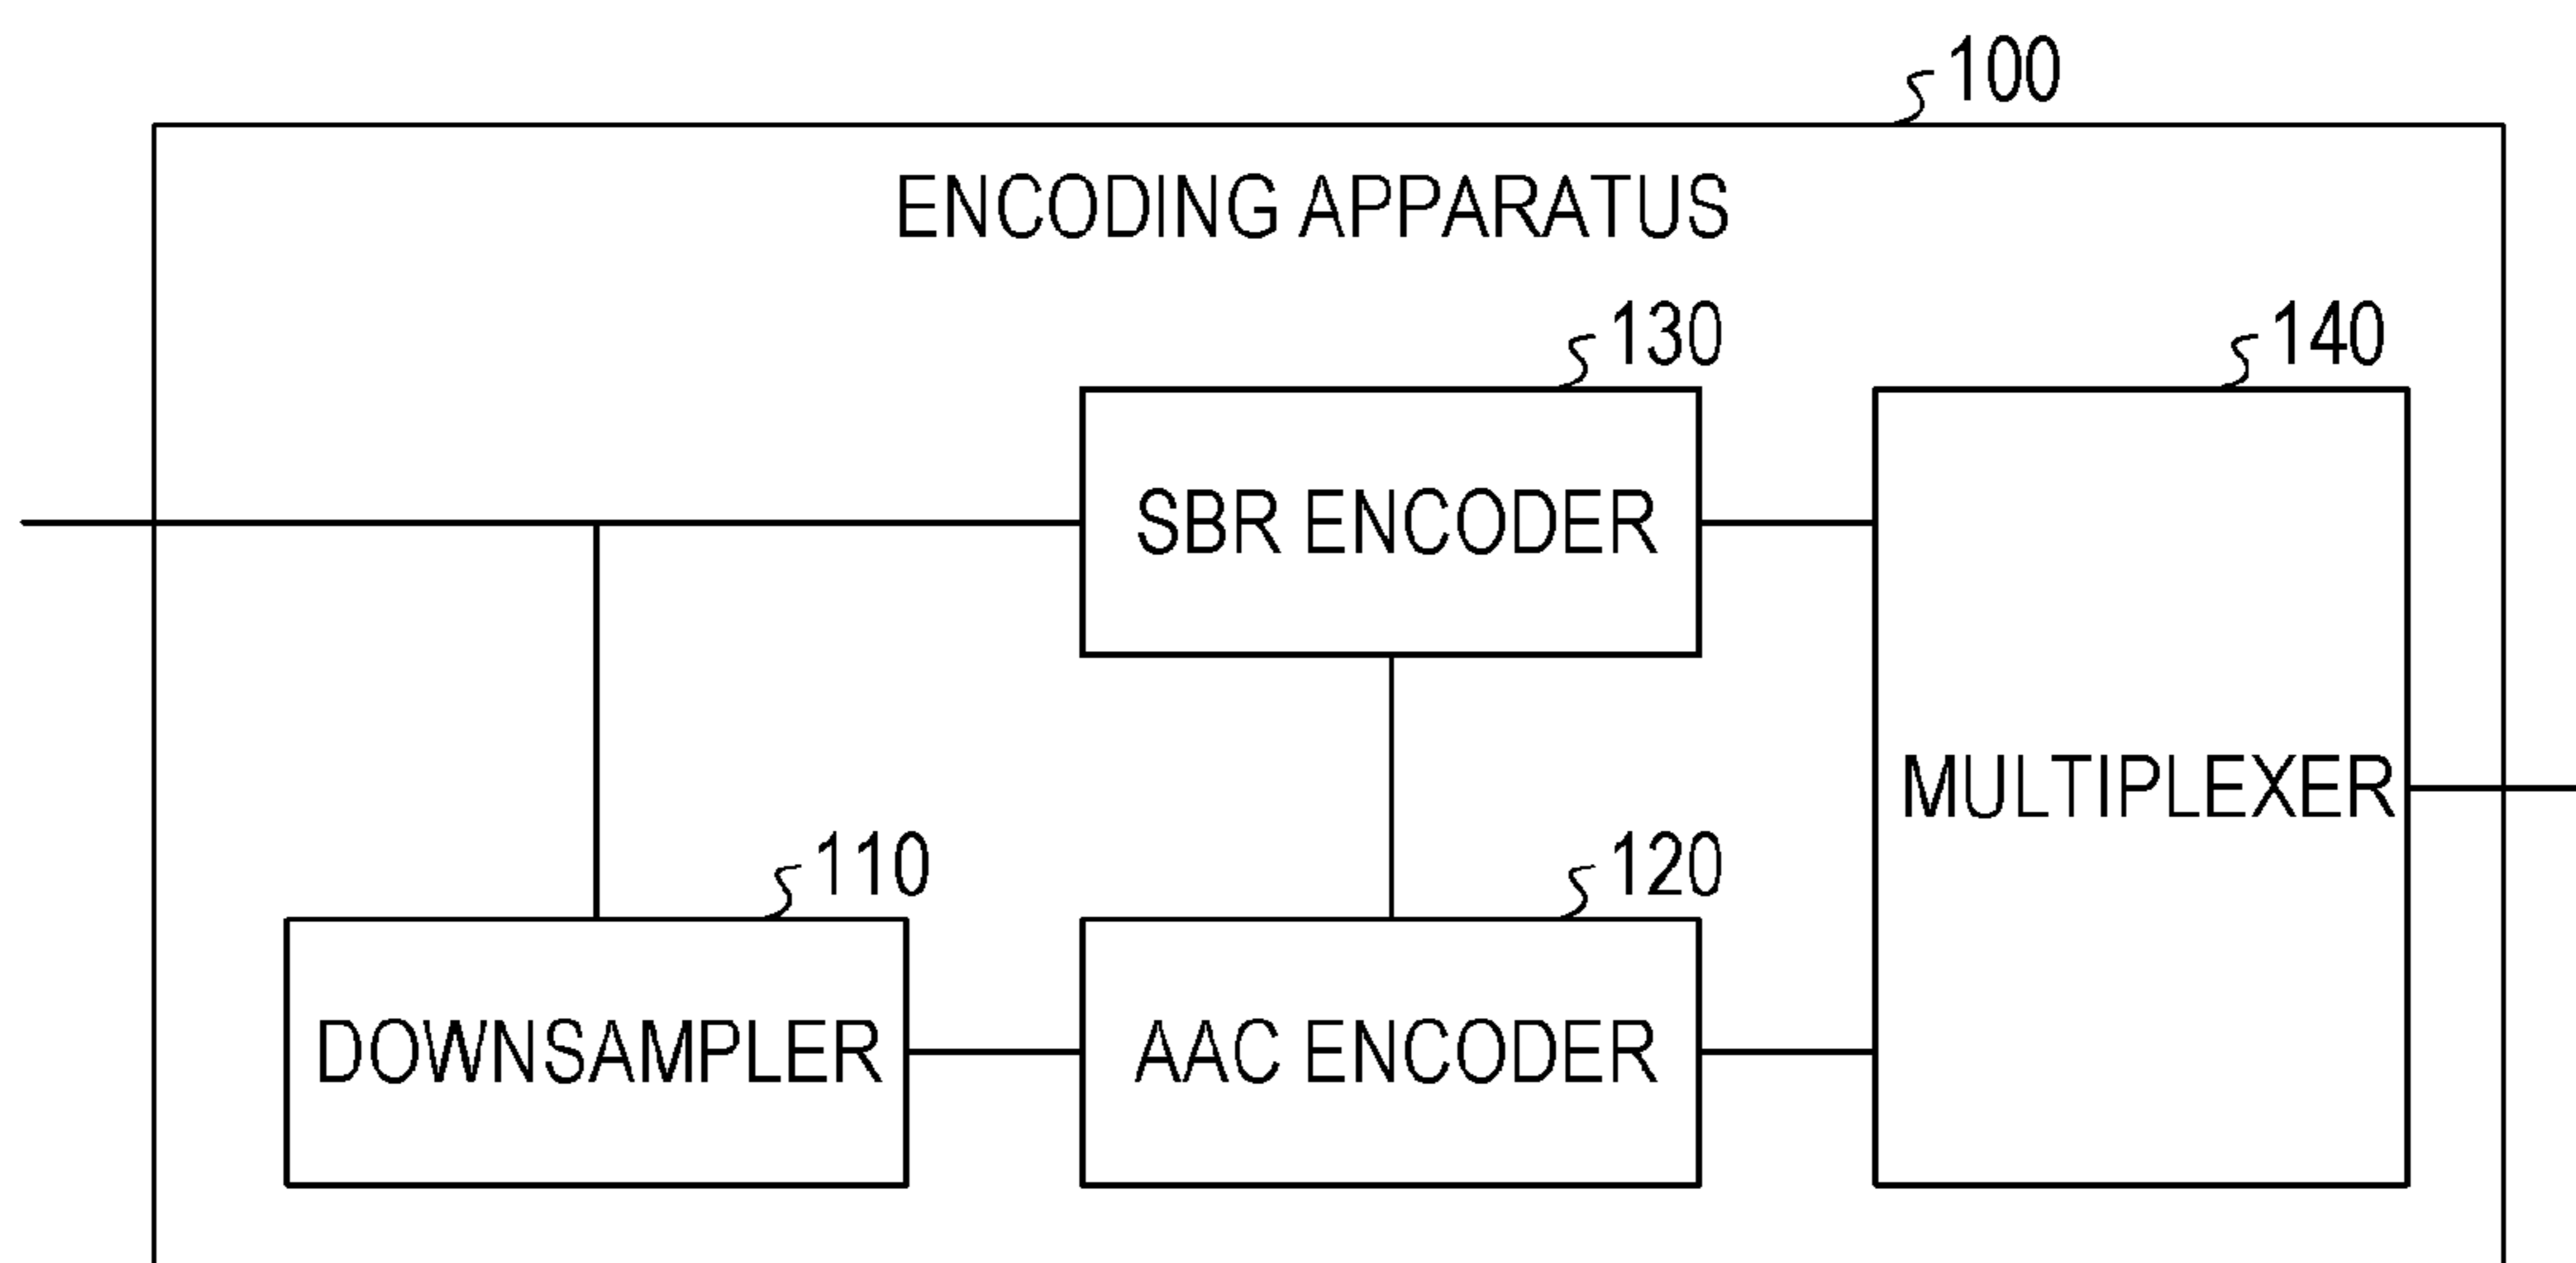 100
ENCODING APPARATUS
130
140
SBR ENCODER
MULTIPLEXER
110
120
DOWNSAMPLER
AAC ENCODER